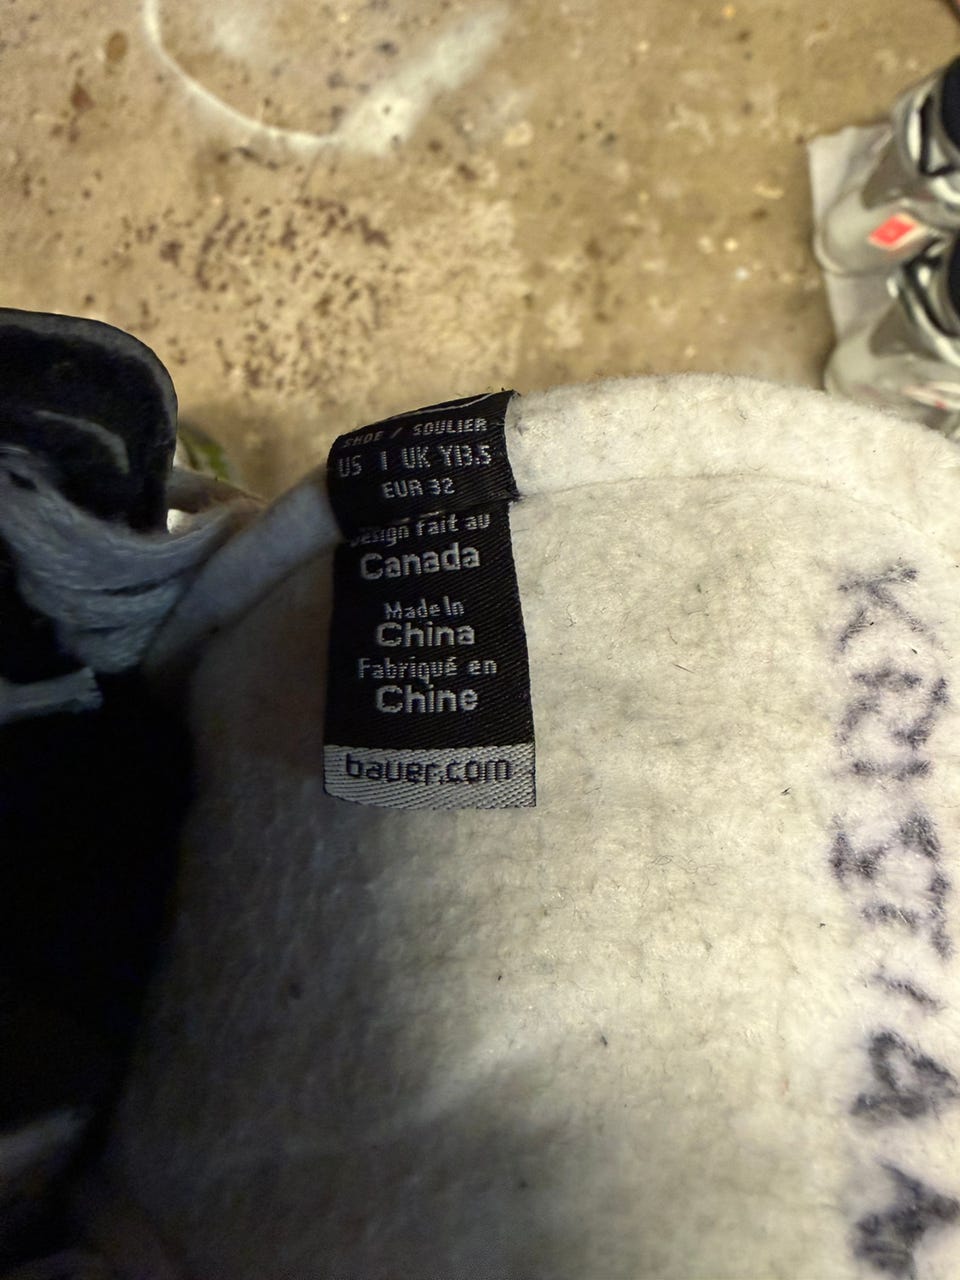 SHOE / SOULIER
US 1 UK Y13.5
EUR 32
Design fait au
Canada
Made In
China
Fabriqué en
Chine
bauer.com